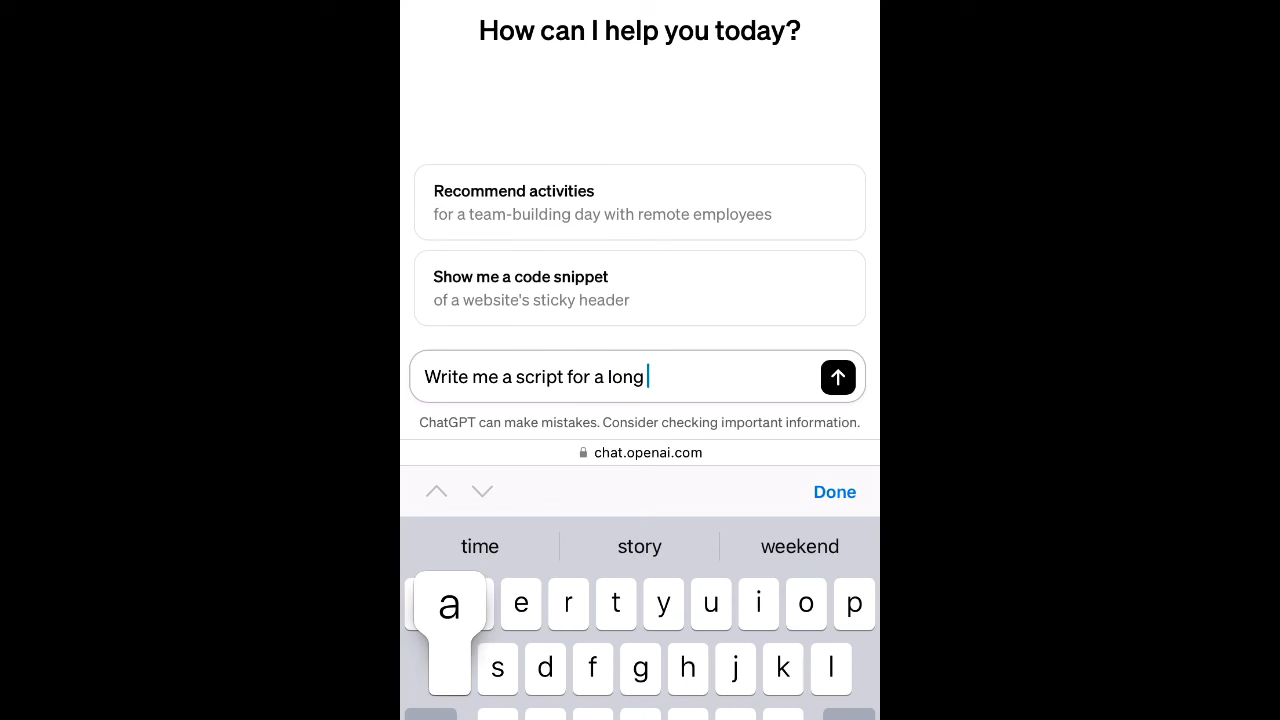 How can I help you today?
Recommend activities
for a team-building day with remote employees
Show me a code snippet
of a website's sticky header
Write me a script for a long
ChatGPT can make mistakes. Consider checking important information.
chat.openai.com
Done
time story weekend
e r t y u i o p
a s d f g h j k l